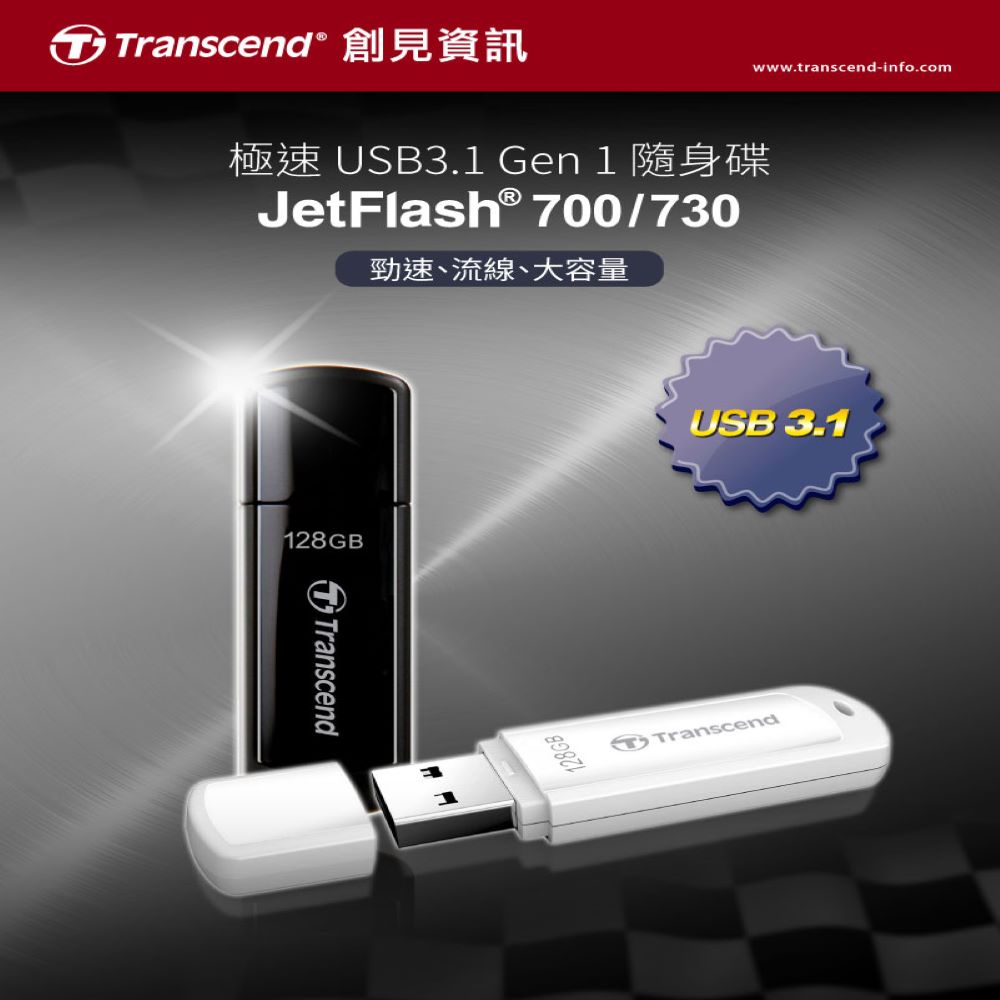 Transcend® 創見資訊
www.transcend-info.com
極速 USB3.1 Gen 1 隨身碟
JetFlash® 700/730
勁速、流線、大容量
USB 3.1
128GB
Transcend
128GB
Transcend